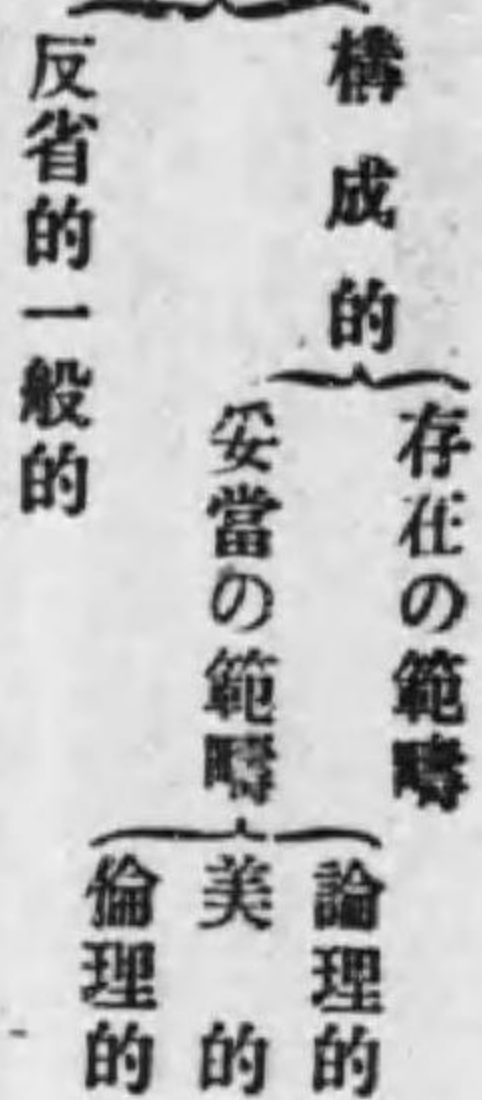 構成的
存在の範疇
妥當の範疇
論理的
美的
倫理的
反省的一般的